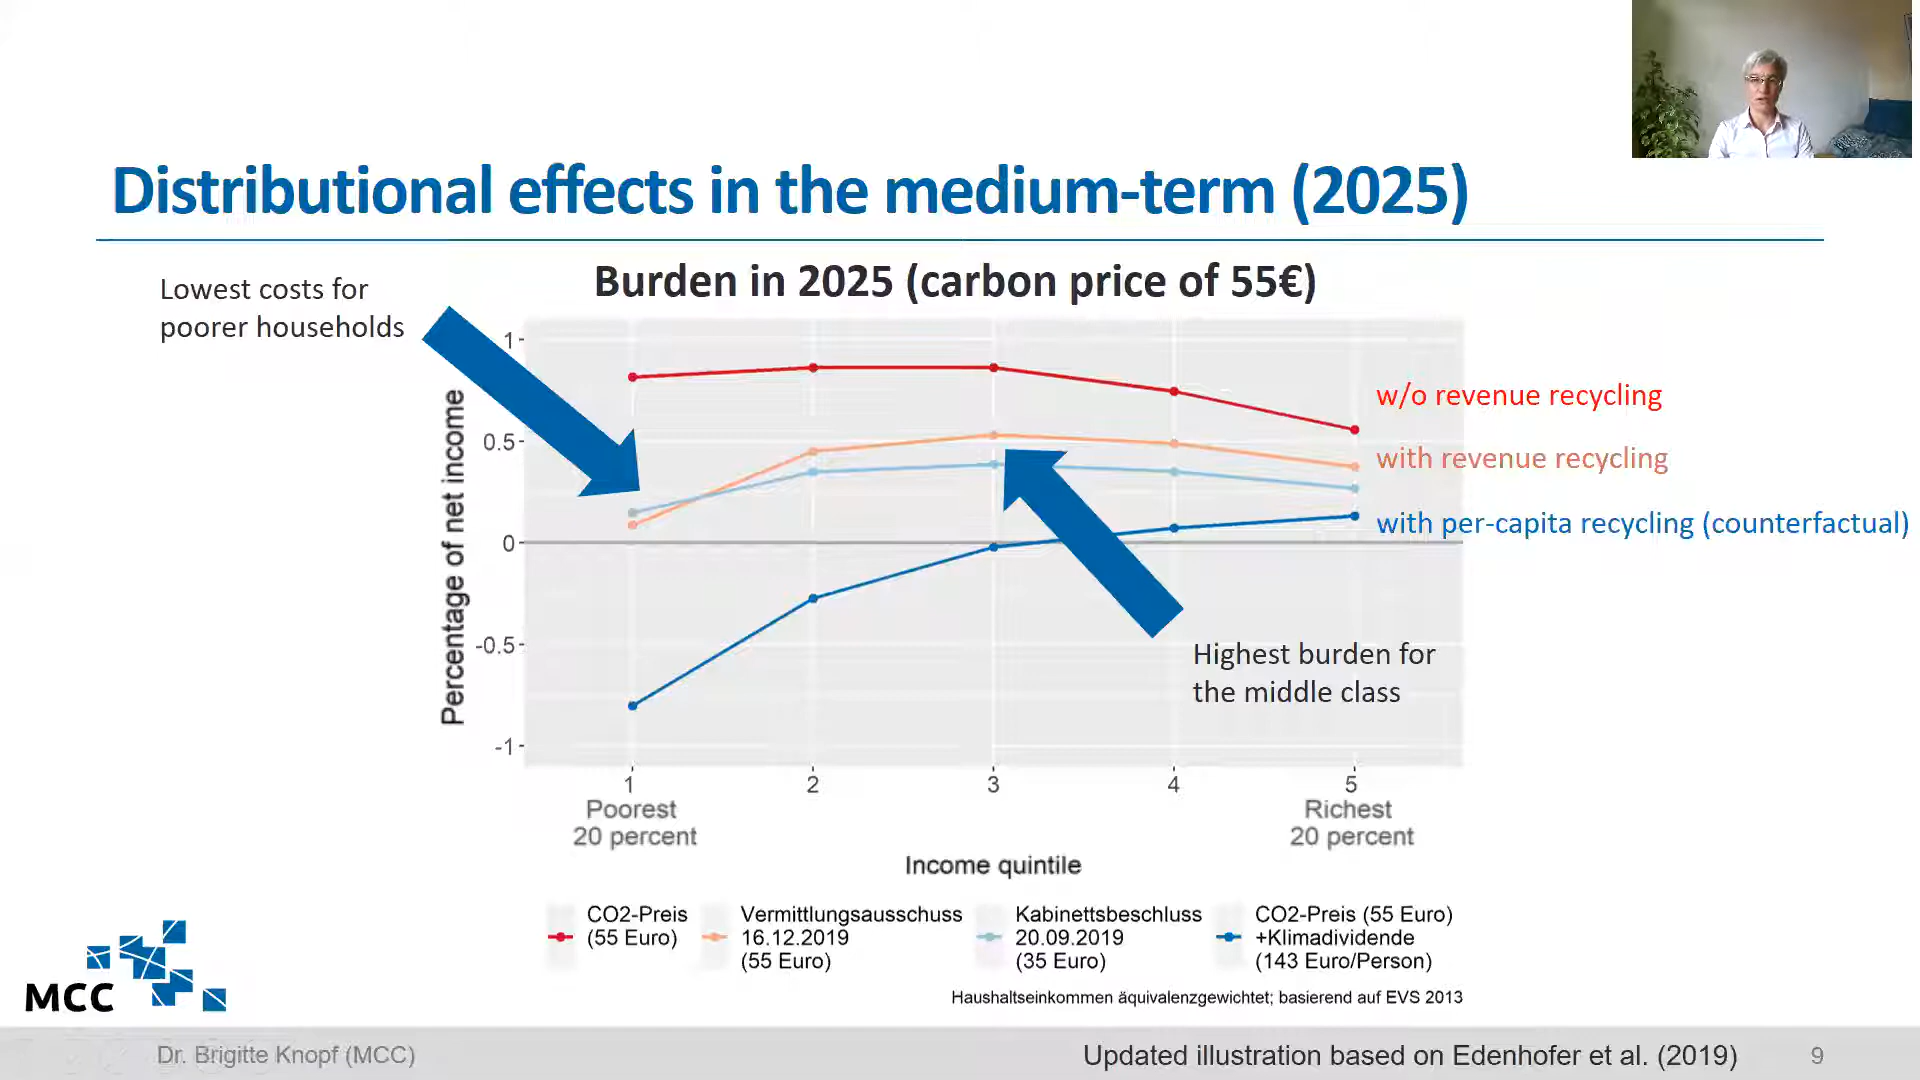 Distributional effects in the medium-term (2025)
Lowest costs for
poorer households
Burden in 2025 (carbon price of 55€)
Percentage of net income
1
0.5
0
-0.5
-1
w/o revenue recycling
with revenue recycling
with per-capita recycling (counterfactual)
Highest burden for
the middle class
1
2
3
4
5
Poorest
20 percent
Richest
20 percent
Income quintile
CO2-Preis
(55 Euro)
Vermittlungsausschuss
16.12.2019
(55 Euro)
Kabinettsbeschluss
20.09.2019
(35 Euro)
CO2-Preis (55 Euro)
+Klimadividende
(143 Euro/Person)
Haushaltseinkommen äquivalenzgewichtet; basierend auf EVS 2013
MCC
Dr. Brigitte Knopf (MCC)
Updated illustration based on Edenhofer et al. (2019)
9